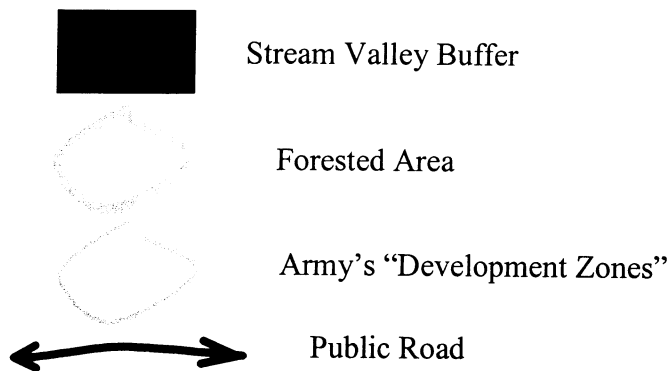 Stream Valley Buffer
Forested Area
Army’s “Development Zones”
Public Road